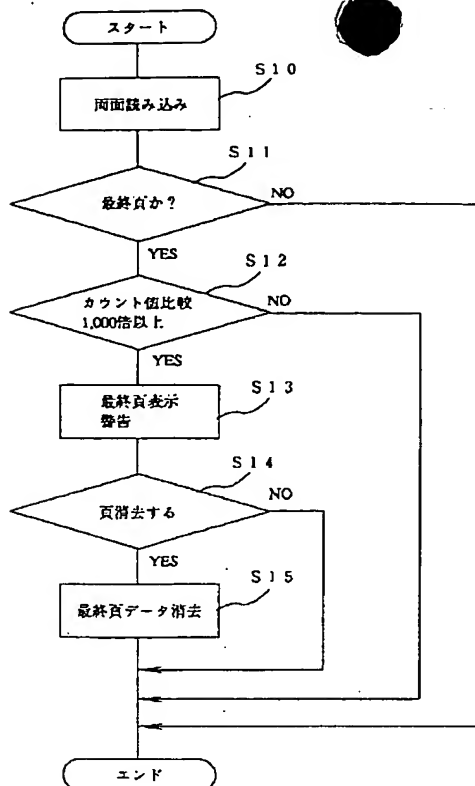 スタート
S10
両面読み込み
S11
最終頁か?
NO
YES
S12
カウント値比較
1,000倍以上
NO
YES
S13
最終頁表示
警告
S14
頁消去する
NO
YES
S15
最終頁データ消去
エンド